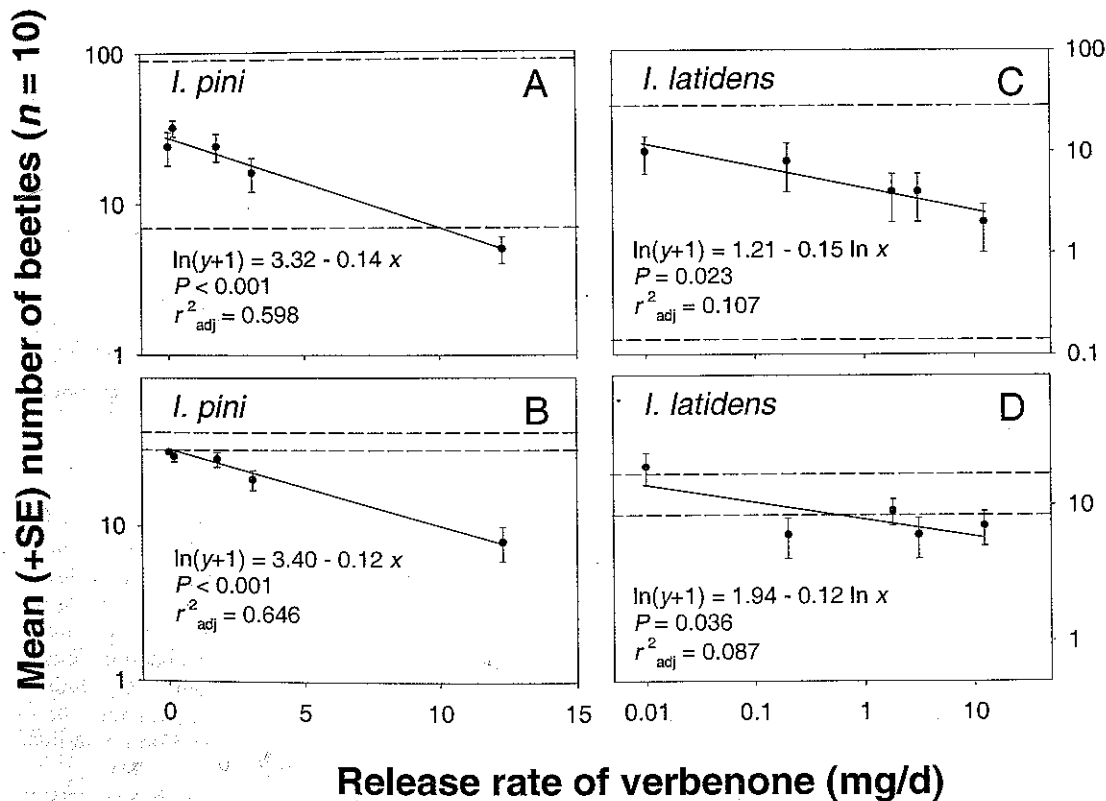 Mean (+SE) number of beetles (n = 10)
100
10
1
I. pini
A
ln(y+1) = 3.32 - 0.14 x
P < 0.001
r²adj = 0.598
I. latidens
C
100
10
1
0.1
ln(y+1) = 1.21 - 0.15 ln x
P = 0.023
r²adj = 0.107
I. pini
B
10
1
ln(y+1) = 3.40 - 0.12 x
P < 0.001
r²adj = 0.646
0 5 10 15
I. latidens
D
10
1
ln(y+1) = 1.94 - 0.12 ln x
P = 0.036
r²adj = 0.087
0.01 0.1 1 10
Release rate of verbenone (mg/d)